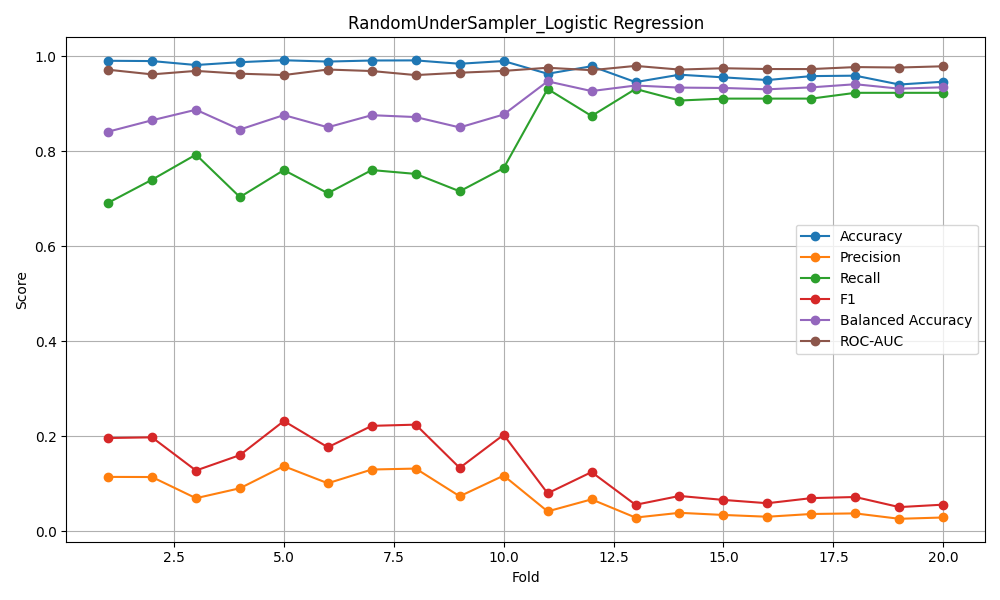 RandomUnderSampler_Logistic Regression
1.0
0.8
0.6
0.4
0.2
0.0
Score
2.5
5.0
7.5
10.0
12.5
15.0
17.5
20.0
Fold
Accuracy
Precision
Recall
F1
Balanced Accuracy
ROC-AUC